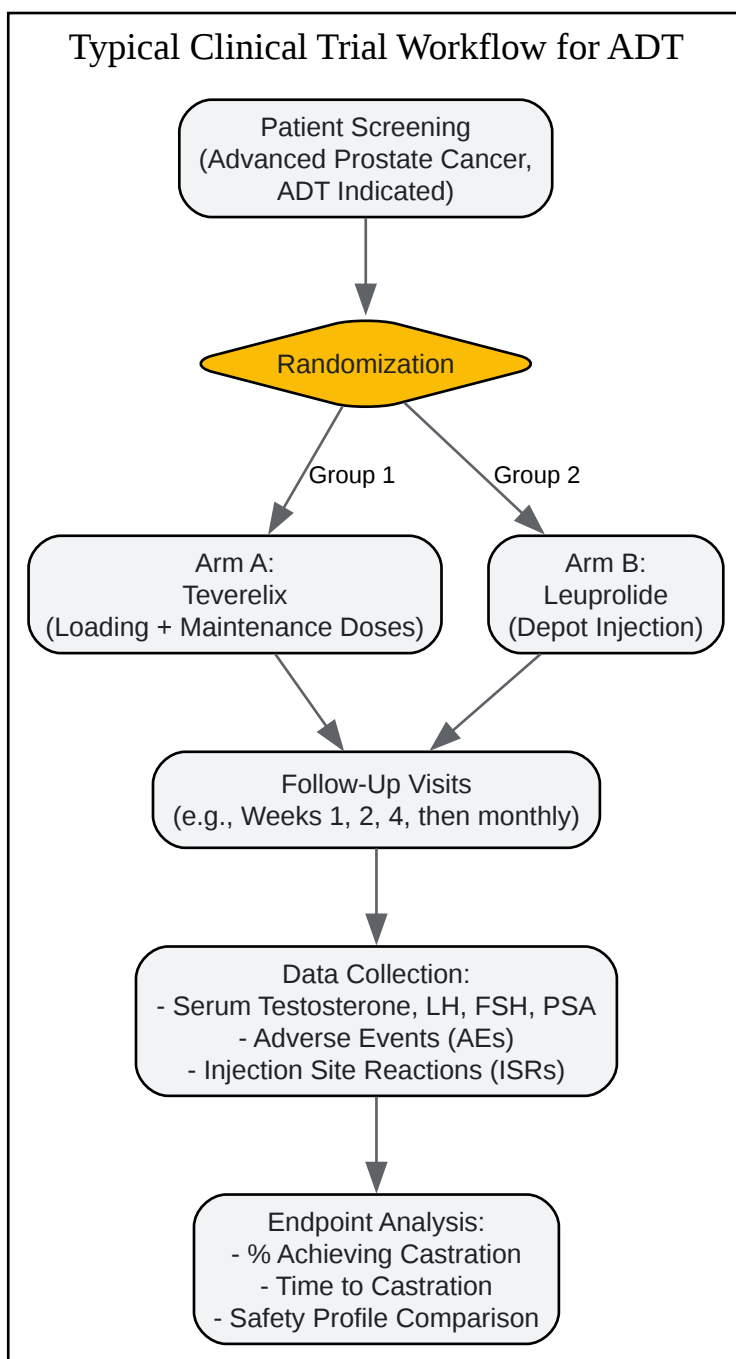 Typical Clinical Trial Workflow for ADT
Patient Screening
(Advanced Prostate Cancer,
ADT Indicated)
Randomization
Group 1
Group 2
Arm A:
Teverelix
(Loading + Maintenance Doses)
Arm B:
Leuprolide
(Depot Injection)
Follow-Up Visits
(e.g., Weeks 1, 2, 4, then monthly)
Data Collection:
- Serum Testosterone, LH, FSH, PSA
- Adverse Events (AEs)
- Injection Site Reactions (ISRs)
Endpoint Analysis:
- % Achieving Castration
- Time to Castration
- Safety Profile Comparison